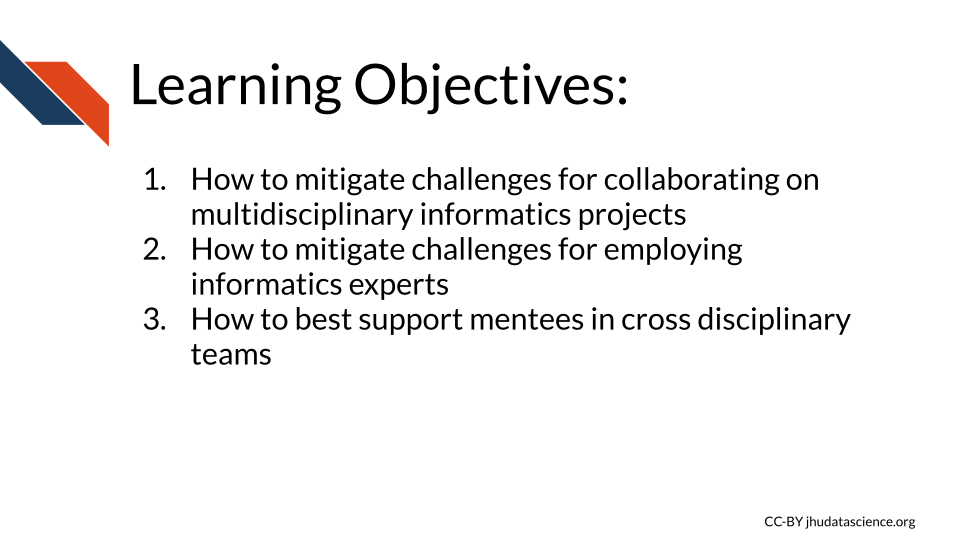 Learning Objectives:
1. How to mitigate challenges for collaborating on
multidisciplinary informatics projects
2. How to mitigate challenges for employing
informatics experts
3. How to best support mentees in cross disciplinary
teams
CC-BY jhudatascience.org